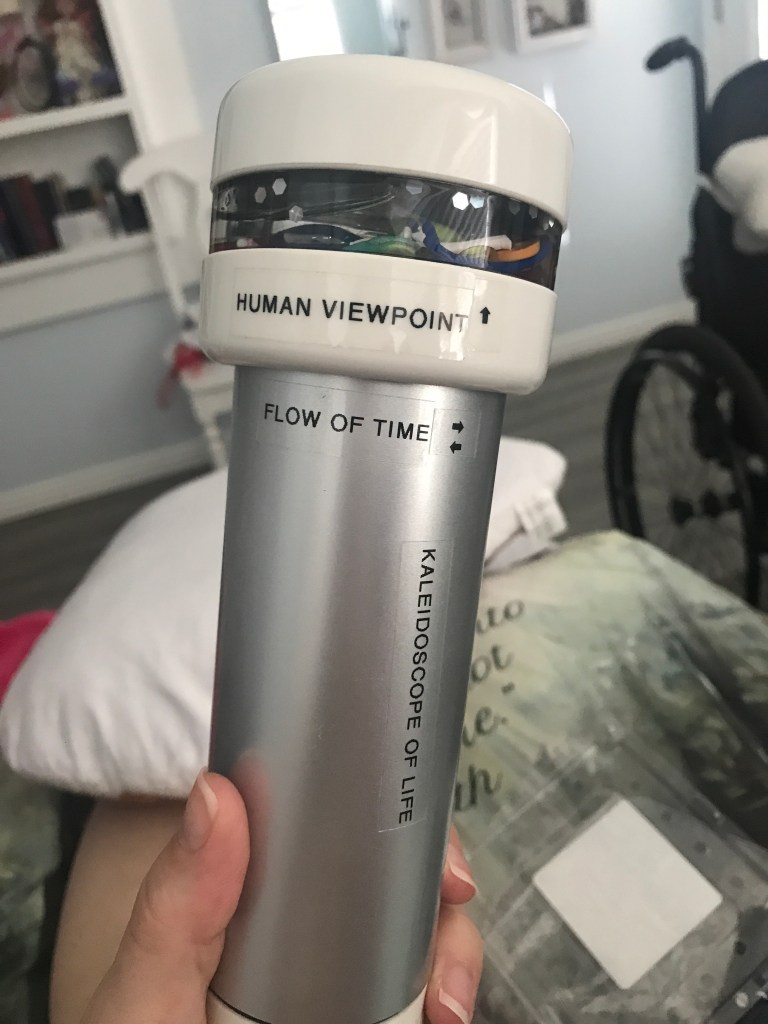 HUMAN VIEWPOINT ↑
FLOW OF TIME ⇄
KALEIDOSCOPE OF LIFE